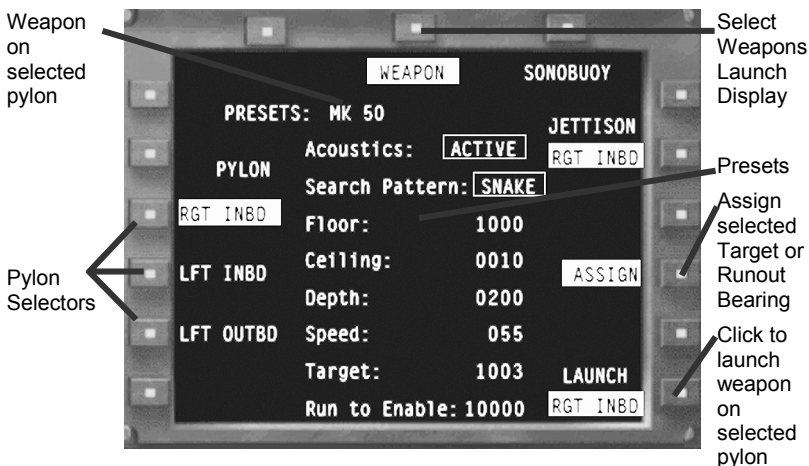 Weapon
on
selected
pylon
Select
Weapons
Launch
Display
WEAPON SONOBUOY
PRESETS: MK 50
JETTISON
RGT INBD
Acoustics: ACTIVE
PYLON
Search Pattern: SNAKE
RGT INBD
Floor: 1000
Ceiling: 0010
LFT INBD
ASSIGN
Depth: 0200
LFT OUTBD
Speed: 055
Target: 1003
LAUNCH
Run to Enable: 10000
RGT INBD
Pylon
Selectors
Presets
Assign
selected
Target or
Runout
Bearing
Click to
launch
weapon
on
selected
pylon